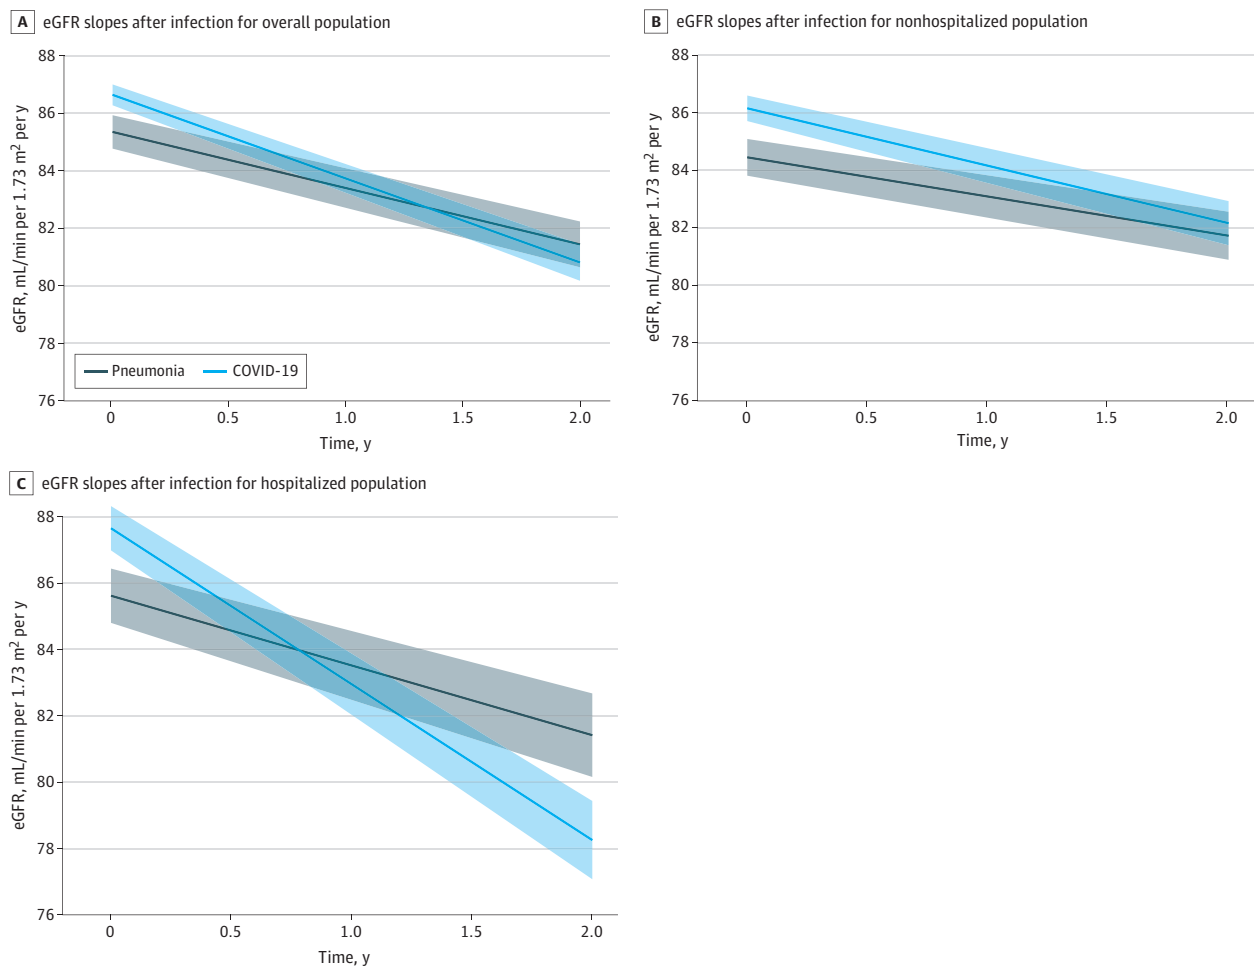 A eGFR slopes after infection for overall population
88
86
84
82
80
78
76
eGFR, mL/min per 1.73 m² per y
Pneumonia COVID-19
0 0.5 1.0 1.5 2.0
Time, y
B eGFR slopes after infection for nonhospitalized population
88
86
84
82
80
78
76
eGFR, mL/min per 1.73 m² per y
0 0.5 1.0 1.5 2.0
Time, y
C eGFR slopes after infection for hospitalized population
88
86
84
82
80
78
76
eGFR, mL/min per 1.73 m² per y
0 0.5 1.0 1.5 2.0
Time, y